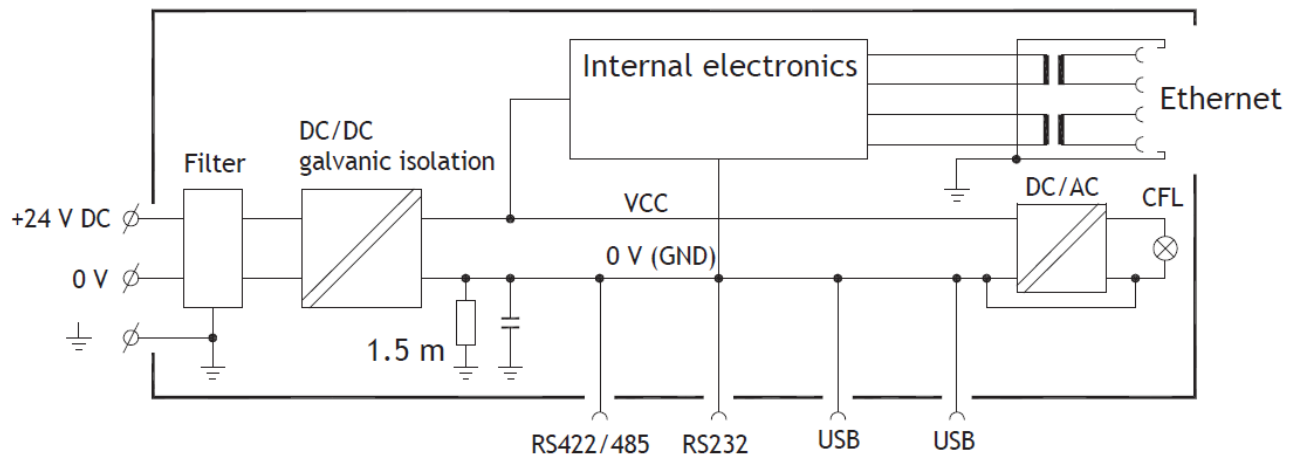 Internal electronics
Ethernet
DC/DC
galvanic isolation
Filter
DC/AC
CFL
+24 V DC
VCC
0 V
0 V (GND)
1.5 m
RS422/485
RS232
USB
USB